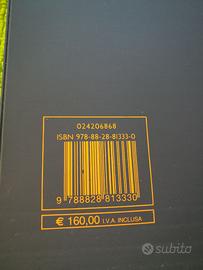 024206868
ISBN 978-88-28-81333-0
9 788828 813330
€ 160,00 I.V.A. INCLUSA
subito